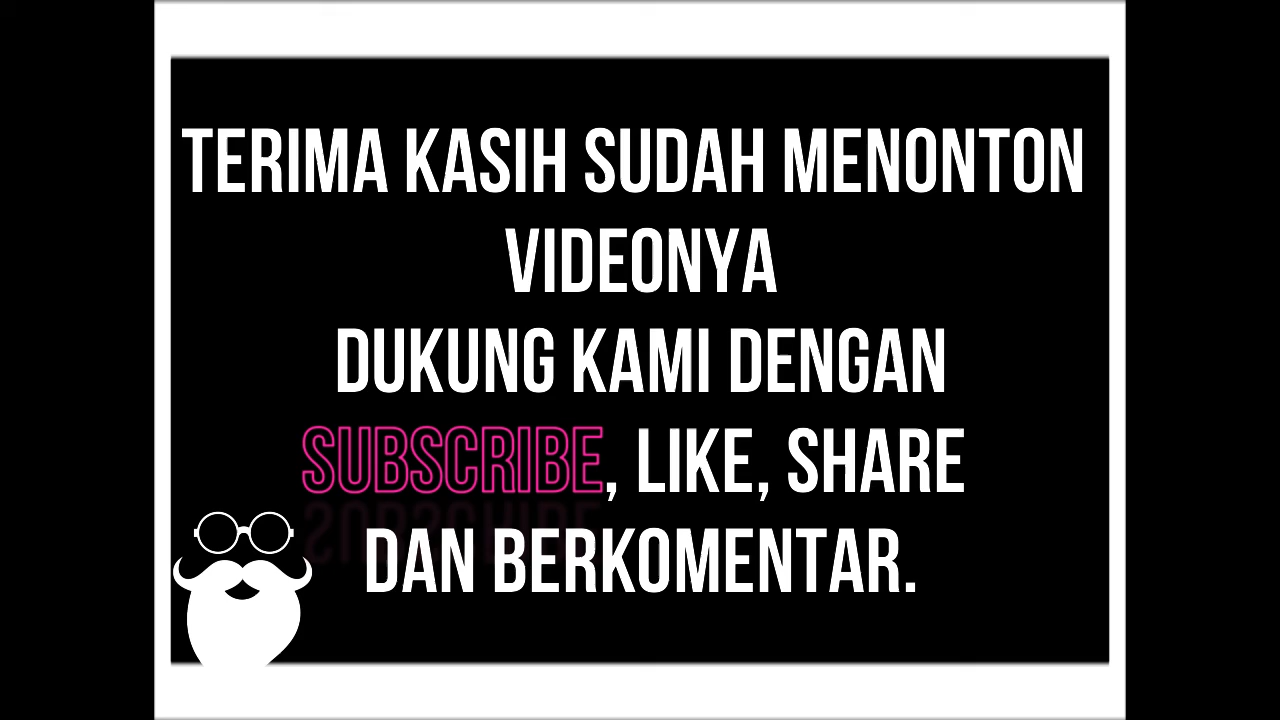 TERIMA KASIH SUDAH MENONTON
VIDEONYA
DUKUNG KAMI DENGAN
SUBSCRIBE, LIKE, SHARE
DAN BERKOMENTAR.